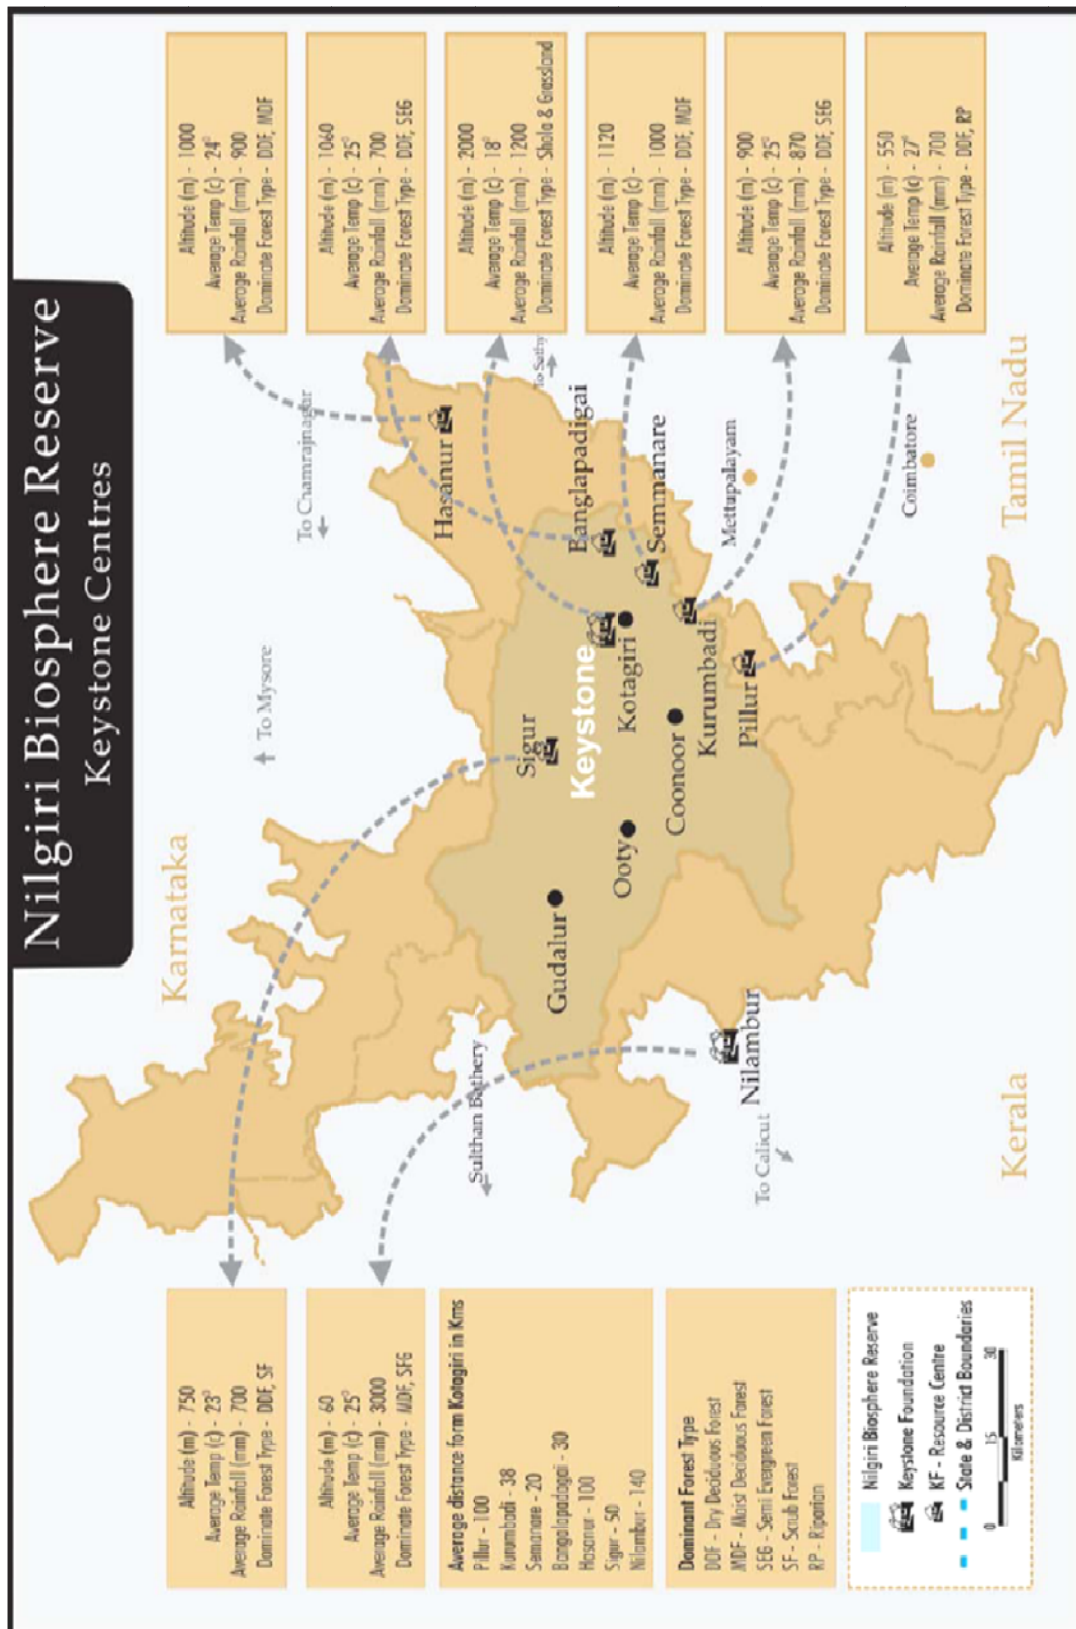 Nilgiri Biosphere Reserve
Keystone Centres
Karnataka
Kerala
Tamil Nadu
Altitude (m) - 750
Average Temp (c) - 23°
Average Rainfall (mm) - 700
Dominate Forest Type - DDF, SF
Altitude (m) - 60
Average Temp (c) - 25°
Average Rainfall (mm) - 3000
Dominate Forest Type - MDF, SEG
Average distance form Kotagiri in Kms
Pillur - 100
Kurumbadi - 38
Semanare - 20
Bangalapadogai - 30
Hasanur - 100
Sigur - 50
Nilambur - 140
Dominant Forest Type
DDF - Dry Deciduous Forest
MDF - Moist Deciduous Forest
SEG - Semi Evergreen Forest
SF - Scrub Forest
RP - Riparian
Nilgiri Biosphere Reserve
Keystone Foundation
KF - Resource Centre
State & District Boundaries
0 15 30
Kilometers
To Mysore
To Chamrajnagar
Sulthan Bathery
To Calicut
To Sathy
Hasanur
Banglapadigai
Semmanare
Sigur
Keystone
Kotagiri
Kurumbadi
Pillur
Coonoor
Ooty
Gudalur
Nilambur
Mettupalayam
Coimbatore
Altitude (m) - 1000
Average Temp (c) - 24°
Average Rainfall (mm) - 900
Dominate Forest Type - DDF, MDF
Altitude (m) - 1040
Average Temp (c) - 25°
Average Rainfall (mm) - 700
Dominate Forest Type - DDF, SEG
Altitude (m) - 2000
Average Temp (c) - 18°
Average Rainfall (mm) - 1200
Dominate Forest Type - Shola & Grassland
Altitude (m) - 1120
Average Temp (c) -
Average Rainfall (mm) - 1000
Dominate Forest Type - DDF, MDF
Altitude (m) - 900
Average Temp (c) - 25°
Average Rainfall (mm) - 870
Dominate Forest Type - DDF, SEG
Altitude (m) - 550
Average Temp (c) - 27°
Average Rainfall (mm) - 700
Dominate Forest Type - DDF, RP